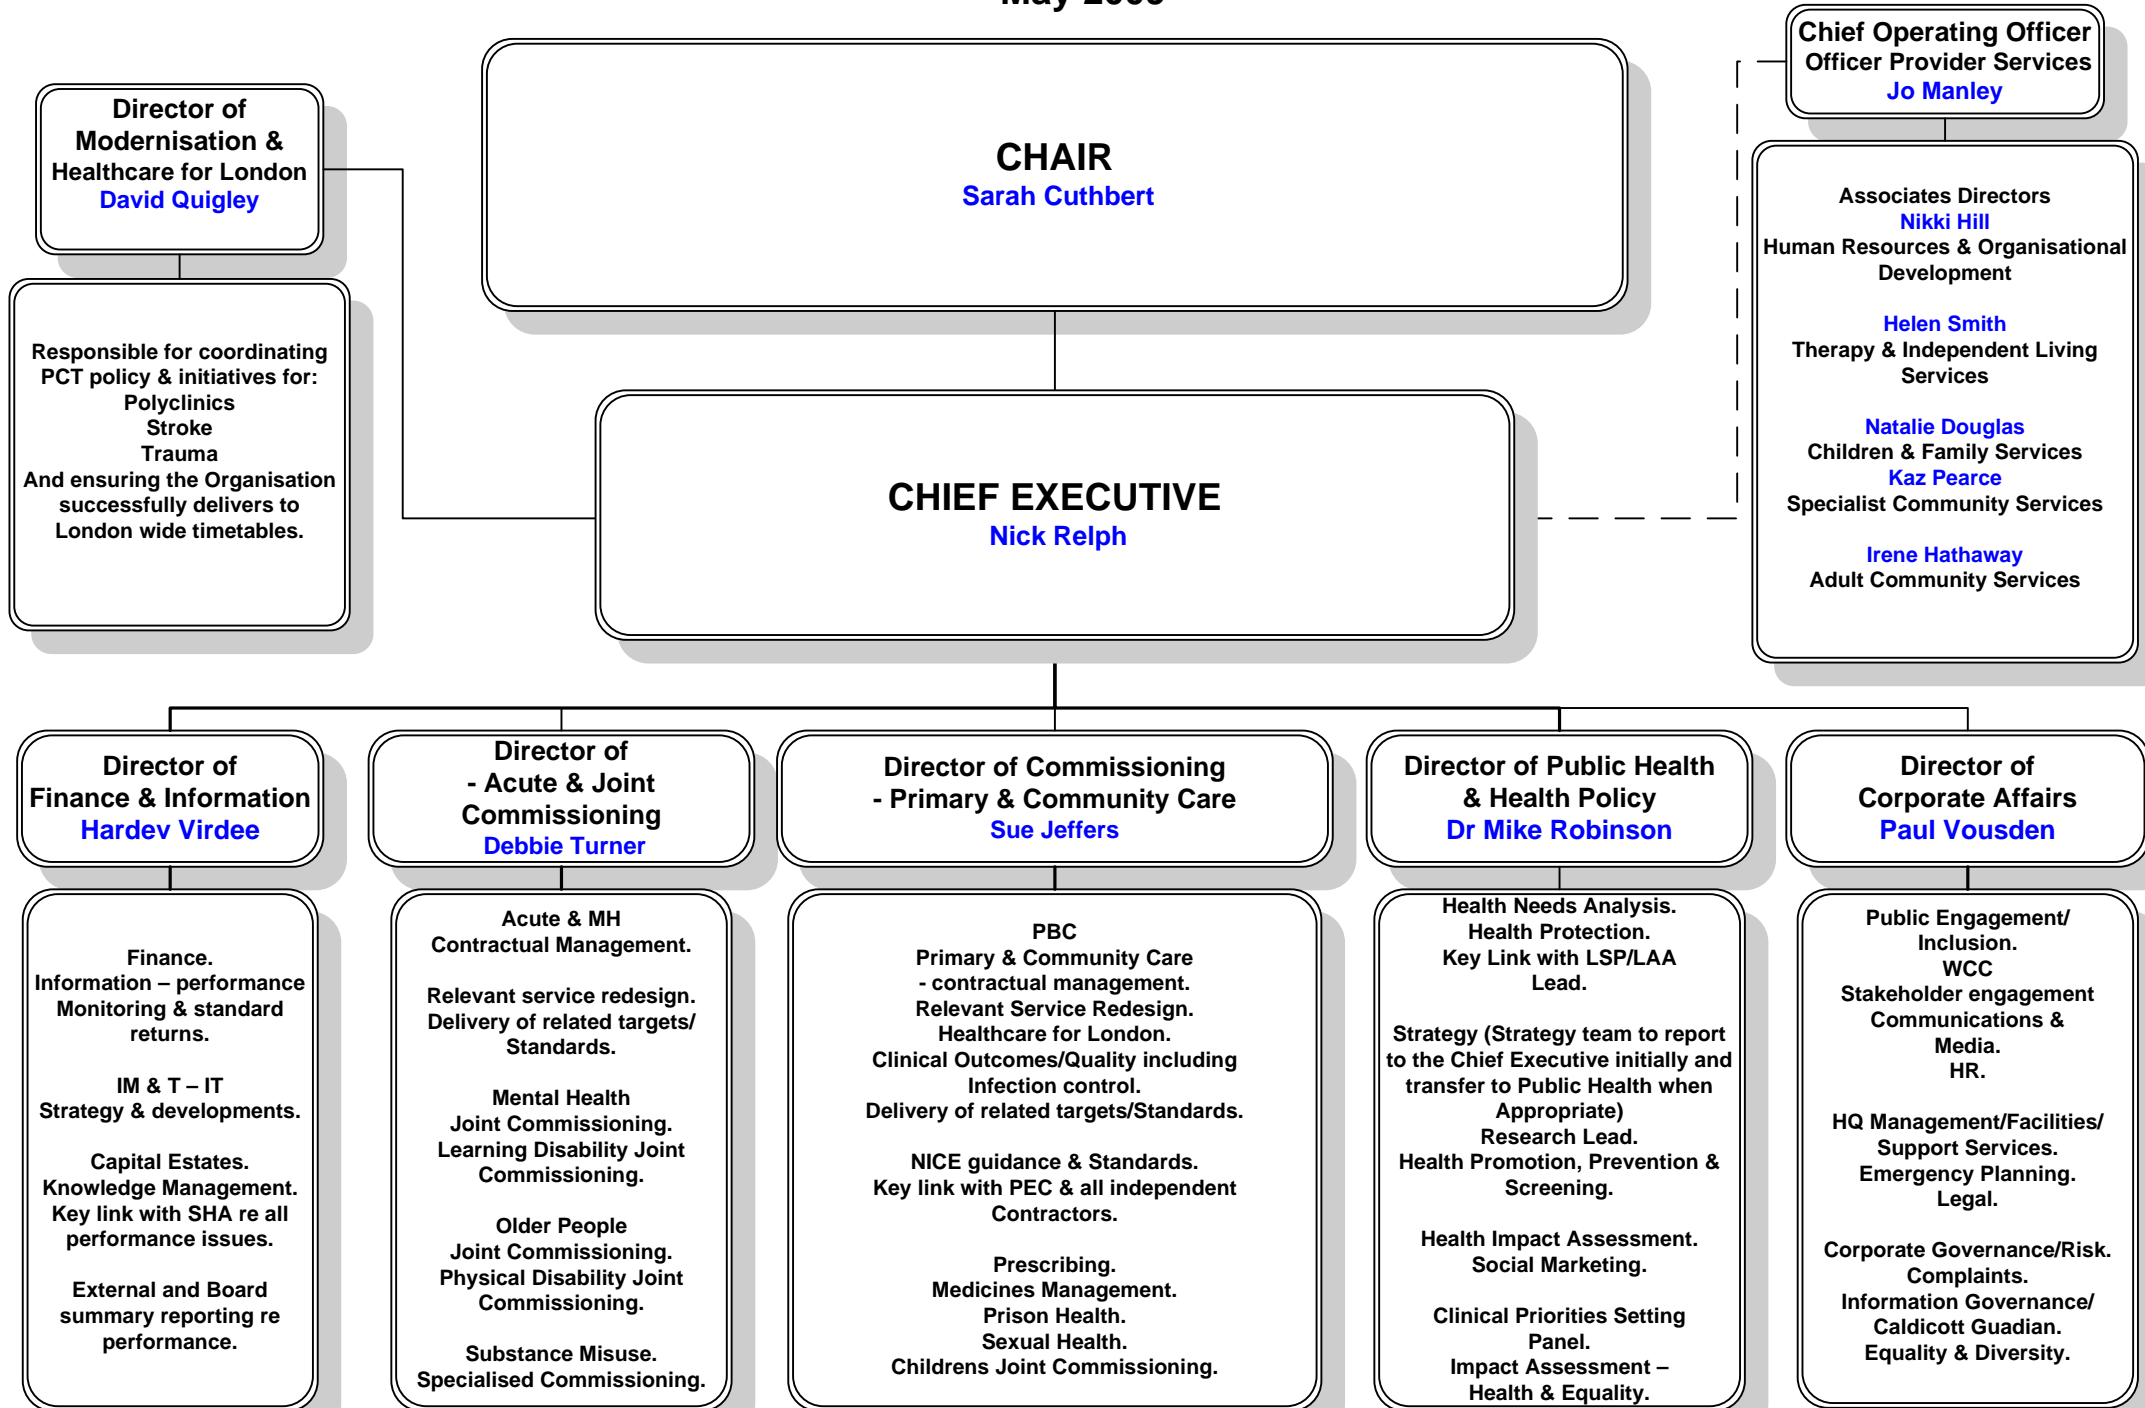 Director of
Modernisation &
Healthcare for London
David Quigley
Responsible for coordinating
PCT policy & initiatives for:
Polyclinics
Stroke
Trauma
And ensuring the Organisation
successfully delivers to
London wide timetables.
CHAIR
Sarah Cuthbert
CHIEF EXECUTIVE
Nick Relph
Chief Operating Officer
Officer Provider Services
Jo Manley
Associates Directors
Nikki Hill
Human Resources & Organisational
Development
Helen Smith
Therapy & Independent Living
Services
Natalie Douglas
Children & Family Services
Kaz Pearce
Specialist Community Services
Irene Hathaway
Adult Community Services
Director of
Finance & Information
Hardev Virdee
Finance.
Information – performance
Monitoring & standard
returns.
IM & T – IT
Strategy & developments.
Capital Estates.
Knowledge Management.
Key link with SHA re all
performance issues.
External and Board
summary reporting re
performance.
Director of
- Acute & Joint
Commissioning
Debbie Turner
Acute & MH
Contractual Management.
Relevant service redesign.
Delivery of related targets/
Standards.
Mental Health
Joint Commissioning.
Learning Disability Joint
Commissioning.
Older People
Joint Commissioning.
Physical Disability Joint
Commissioning.
Substance Misuse.
Specialised Commissioning.
Director of Commissioning
- Primary & Community Care
Sue Jeffers
PBC
Primary & Community Care
- contractual management.
Relevant Service Redesign.
Healthcare for London.
Clinical Outcomes/Quality including
Infection control.
Delivery of related targets/Standards.
NICE guidance & Standards.
Key link with PEC & all independent
Contractors.
Prescribing.
Medicines Management.
Prison Health.
Sexual Health.
Childrens Joint Commissioning.
Director of Public Health
& Health Policy
Dr Mike Robinson
Health Needs Analysis.
Health Protection.
Key Link with LSP/LAA
Lead.
Strategy (Strategy team to report
to the Chief Executive initially and
transfer to Public Health when
Appropriate)
Research Lead.
Health Promotion, Prevention &
Screening.
Health Impact Assessment.
Social Marketing.
Clinical Priorities Setting
Panel.
Impact Assessment –
Health & Equality.
Director of
Corporate Affairs
Paul Vousden
Public Engagement/
Inclusion.
WCC
Stakeholder engagement
Communications &
Media.
HR.
HQ Management/Facilities/
Support Services.
Emergency Planning.
Legal.
Corporate Governance/Risk.
Complaints.
Information Governance/
Caldicott Guadian.
Equality & Diversity.